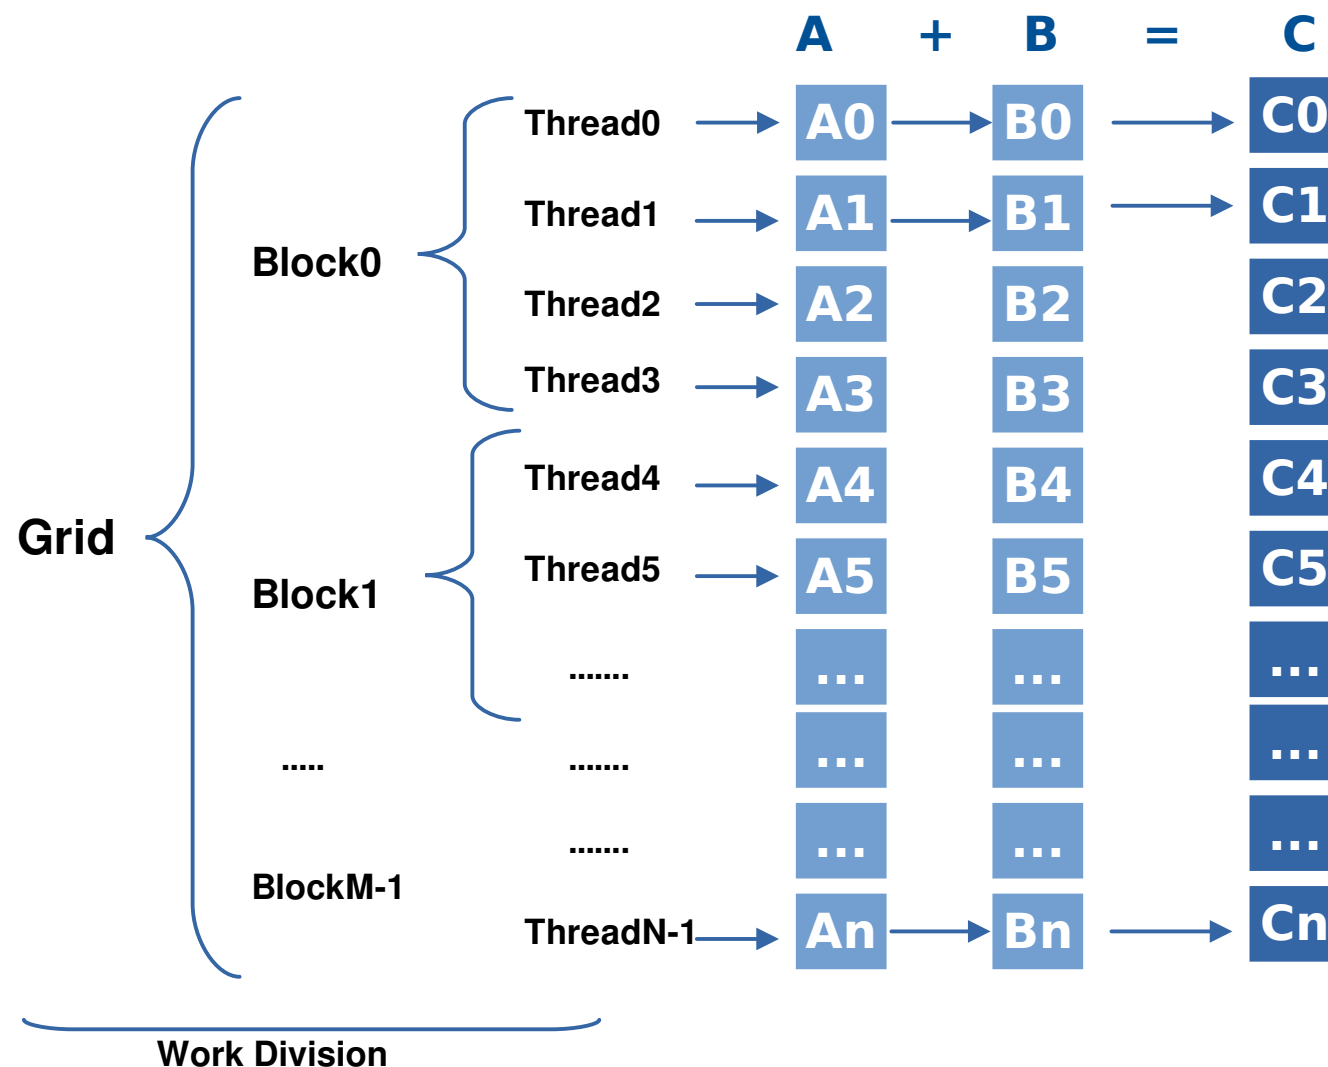 A + B = C
Thread0 A0 B0 C0
Thread1 A1 B1 C1
Block0
Thread2 A2 B2 C2
Thread3 A3 B3 C3
Thread4 A4 B4 C4
Grid
Thread5 A5 B5 C5
Block1
....... ... ... ...
..... ....... ... ... ...
....... ... ... ...
BlockM-1
ThreadN-1 An Bn Cn
Work Division